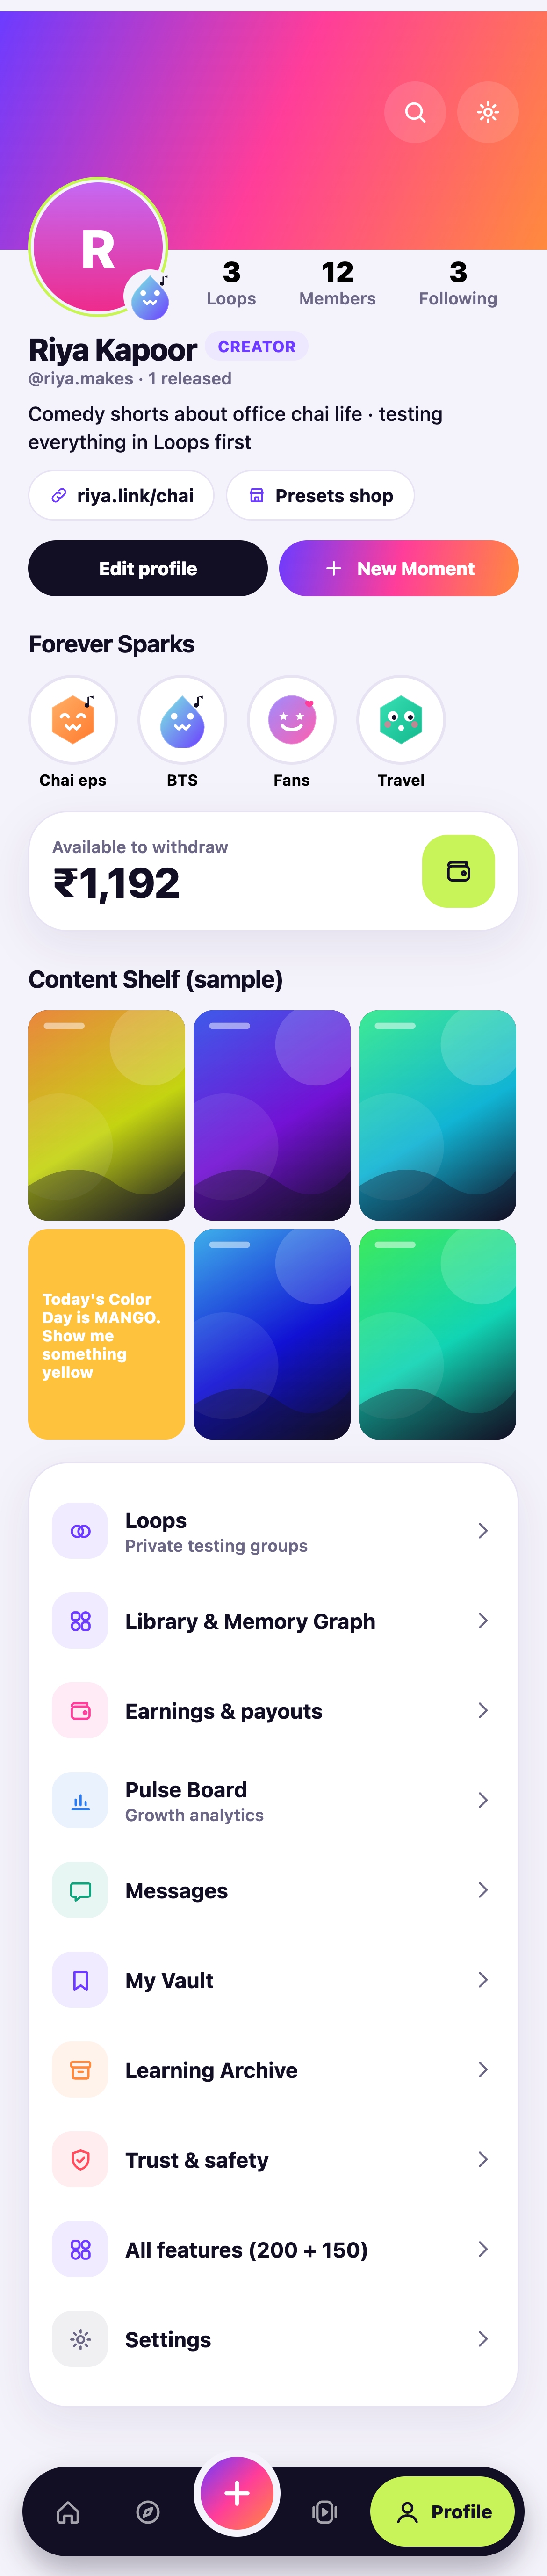 R
3
12
3
Loops
Members
Following
Riya Kapoor
CREATOR
@riya.makes · 1 released
Comedy shorts about office chai life · testing
everything in Loops first
riya.link/chai
Presets shop
Edit profile
New Moment
Forever Sparks
Chai eps
BTS
Fans
Travel
Available to withdraw
₹1,192
Content Shelf (sample)
Today's Color
Day is MANGO.
Show me
something
yellow
Loops
Private testing groups
Library & Memory Graph
Earnings & payouts
Pulse Board
Growth analytics
Messages
My Vault
Learning Archive
Trust & safety
All features (200 + 150)
Settings
Profile